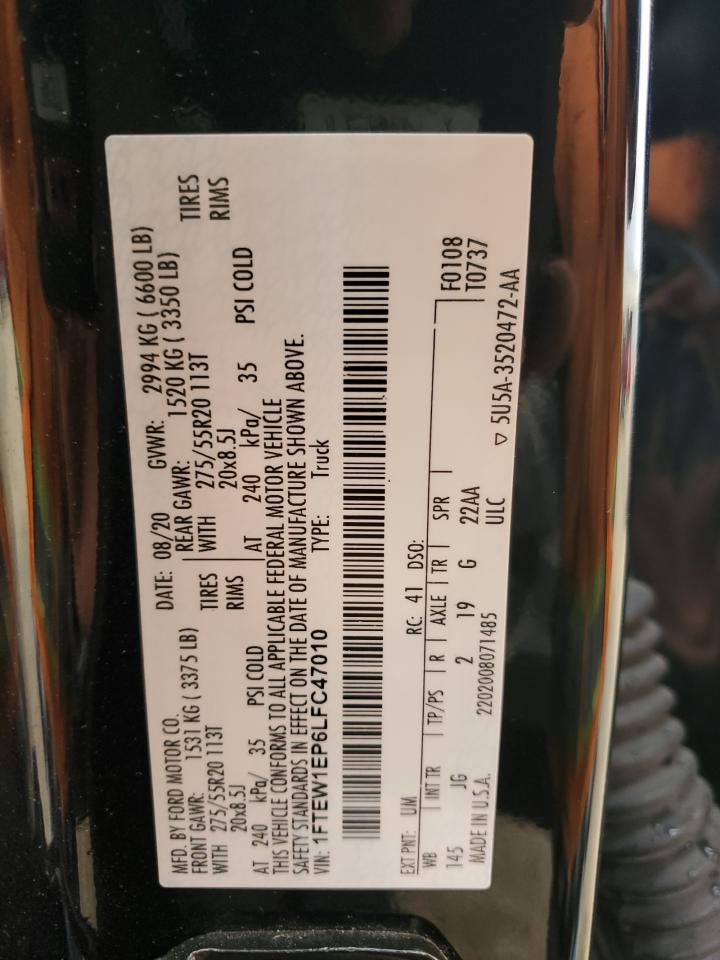 MFD. BY FORD MOTOR CO. DATE: 08/20 GVWR: 2994 KG ( 6600 LB)
FRONT GAWR: 1531 KG ( 3375 LB) REAR GAWR: 1520 KG ( 3350 LB)
WITH 275/55R20 113T TIRES WITH 275/55R20 113T TIRES
20x8.5J RIMS 20x8.5J RIMS
AT 240 kPa/ 35 PSI COLD AT 240 kPa/ 35 PSI COLD
THIS VEHICLE CONFORMS TO ALL APPLICABLE FEDERAL MOTOR VEHICLE
SAFETY STANDARDS IN EFFECT ON THE DATE OF MANUFACTURE SHOWN ABOVE.
VIN: 1FTEW1EP6LFC47010 TYPE: Truck
EXT PNT: UM RC: 41 DSO: F0108
WB INT TR TP/PS R AXLE TR SPR T0737
145 JG 2 19 G 22AA
MADE IN U.S.A. 2202008071485 ULC ▽ 5U5A-3520472-AA